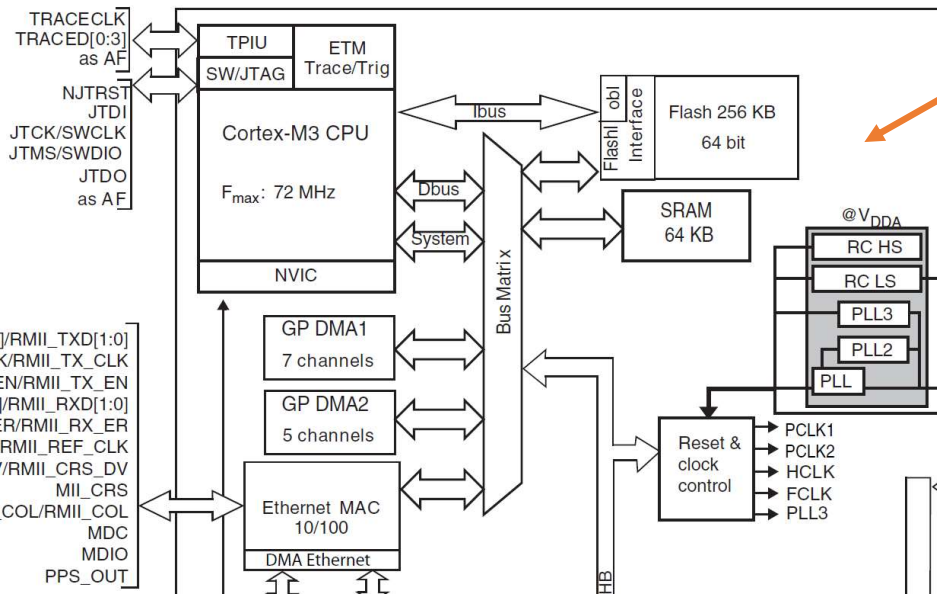 TRACECLK
TRACED[0:3]
as AF
NJTRST
JTDI
JTCK/SWCLK
JTMS/SWDIO
JTDO
as AF
TPIU
SW/JTAG
ETM
Trace/Trig
Cortex-M3 CPU
Fmax: 72 MHz
NVIC
Ibus
Dbus
System
Bus Matrix
Flashl obl
Interface
Flash 256 KB
64 bit
SRAM
64 KB
@VDDA
RC HS
RC LS
PLL3
PLL2
PLL
GP DMA1
7 channels
GP DMA2
5 channels
Ethernet MAC
10/100
DMA Ethernet
]/RMII_TXD[1:0]
K/RMII_TX_CLK
EN/RMII_TX_EN
]/RMII_RXD[1:0]
ER/RMII_RX_ER
/RMII_REF_CLK
V/RMII_CRS_DV
MII_CRS
_COL/RMII_COL
MDC
MDIO
PPS_OUT
Reset &
clock
control
PCLK1
PCLK2
HCLK
FCLK
PLL3
HB